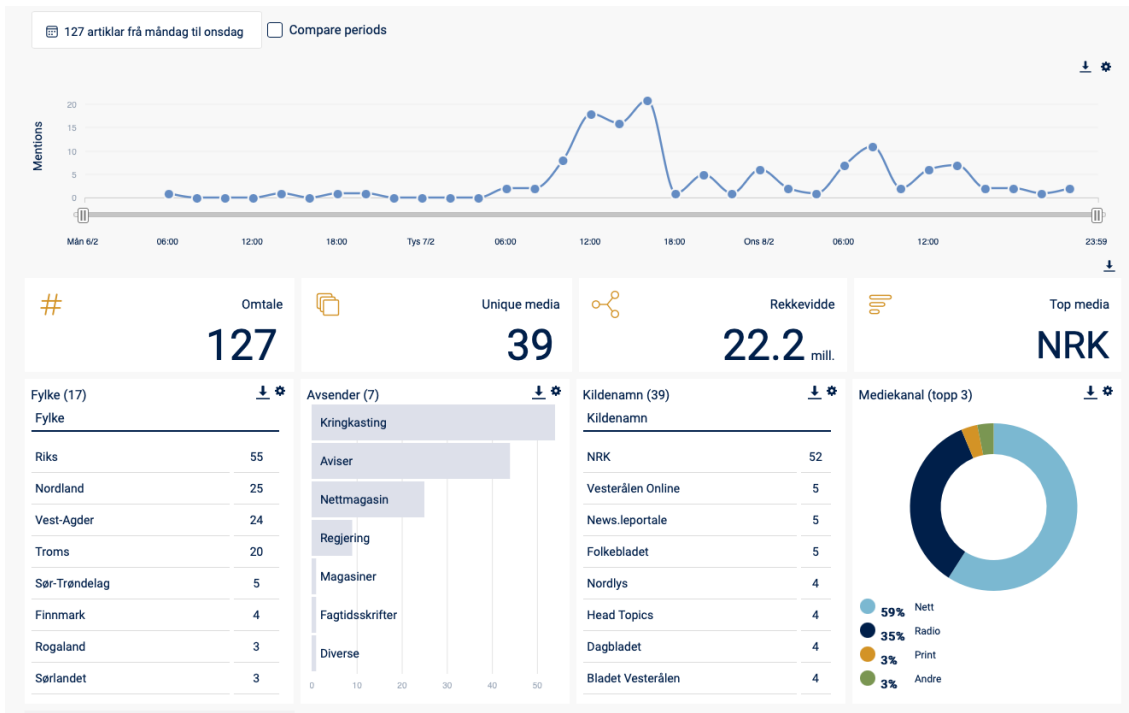 127 artiklar frå måndag til onsdag
Compare periods
Mentions
20
15
10
5
0
Mån 6/2 06:00 12:00 18:00 Tys 7/2 06:00 12:00 18:00 Ons 8/2 06:00 12:00 23:59
Omtale
127
Unique media
39
Rekkevidde
22.2 mill.
Top media
NRK
Fylke (17)
Fylke
Riks 55
Nordland 25
Vest-Agder 24
Troms 20
Sør-Trøndelag 5
Finnmark 4
Rogaland 3
Sørlandet 3
Avsender (7)
Kringkasting
Aviser
Nettmagasin
Regjering
Magasiner
Fagtidsskrifter
Diverse
0 10 20 30 40 50
Kildenamn (39)
Kildenamn
NRK 52
Vesterålen Online 5
News.leportale 5
Folkebladet 5
Nordlys 4
Head Topics 4
Dagbladet 4
Bladet Vesterålen 4
Mediekanal (topp 3)
59% Nett
35% Radio
3% Print
3% Andre